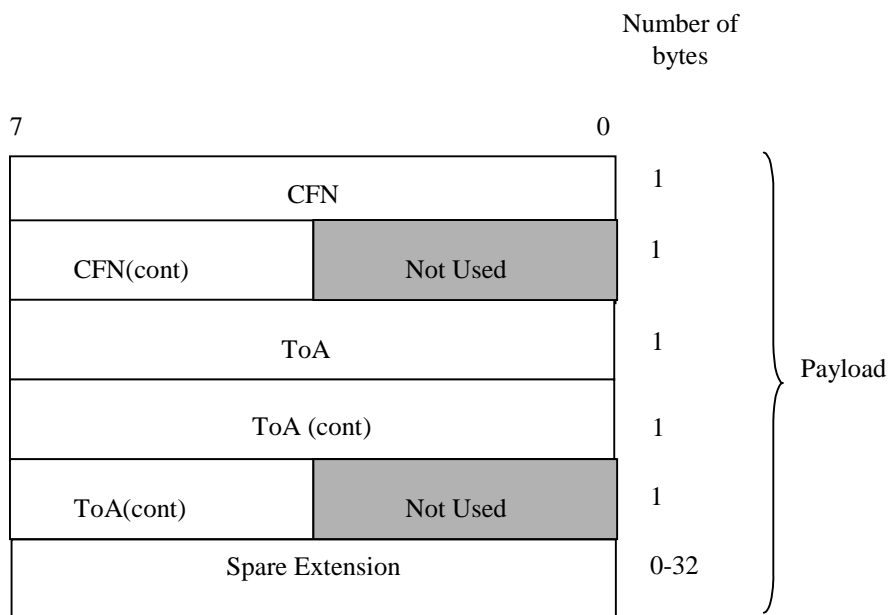 Number of
bytes
7 0
CFN 1
CFN(cont) Not Used 1
ToA 1
Payload
ToA (cont) 1
ToA(cont) Not Used 1
Spare Extension 0-32